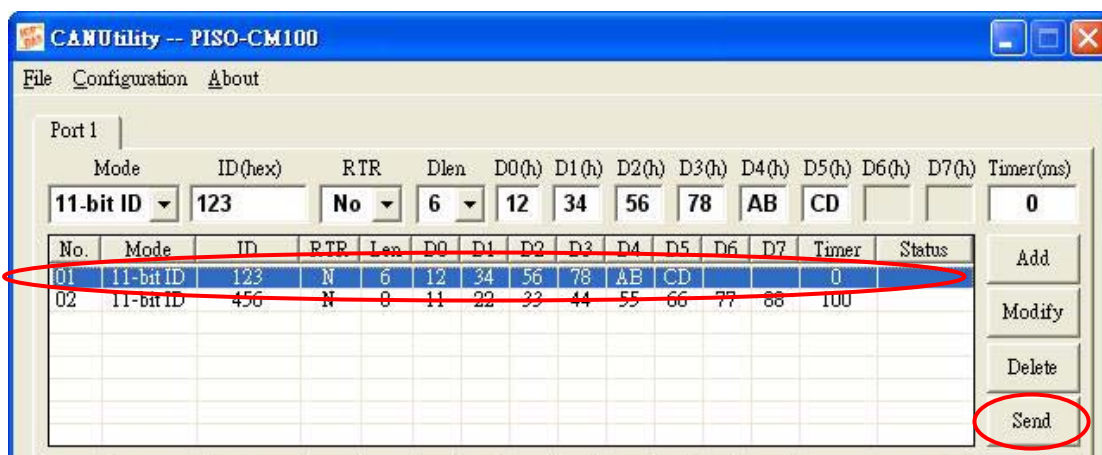 CANUtility -- PISO-CM100
File Configuration About
Port 1
Mode ID(hex) RTR Dlen D0(h) D1(h) D2(h) D3(h) D4(h) D5(h) D6(h) D7(h) Timer(ms)
11-bit ID 123 No 6 12 34 56 78 AB CD 0
No. Mode ID RTR Len D0 D1 D2 D3 D4 D5 D6 D7 Timer Status
01 11-bit ID 123 N 6 12 34 56 78 AB CD 0
02 11-bit ID 456 N 8 11 22 33 44 55 66 77 88 100
Add
Modify
Delete
Send